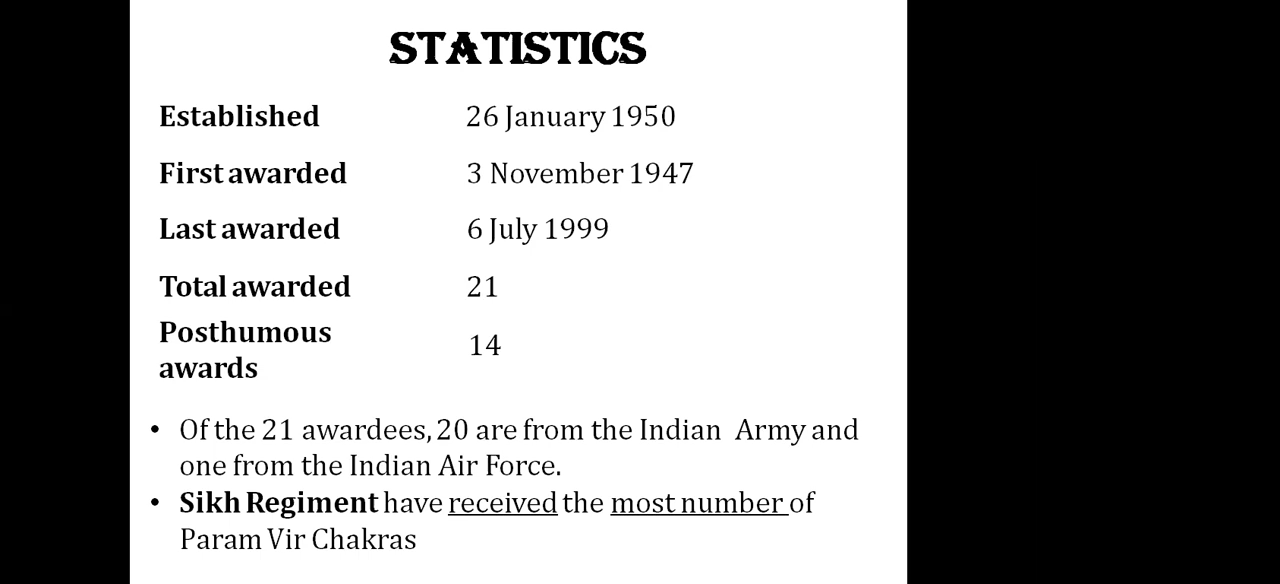 STATISTICS
Established 26 January 1950
First awarded 3 November 1947
Last awarded 6 July 1999
Total awarded 21
Posthumous awards 14
• Of the 21 awardees, 20 are from the Indian Army and
one from the Indian Air Force.
• Sikh Regiment have received the most number of
Param Vir Chakras